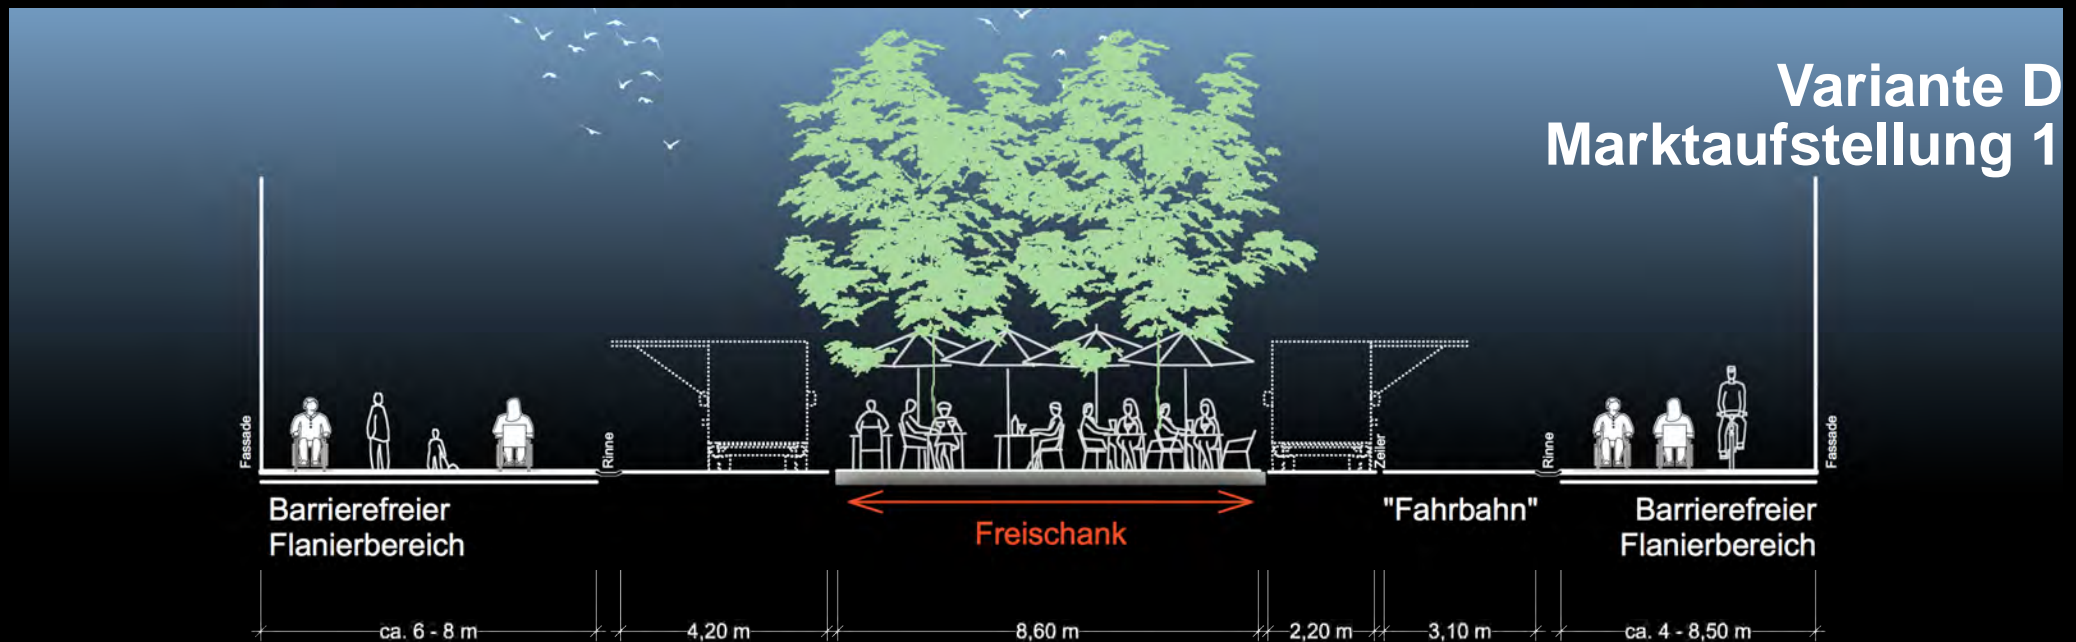 Variante D
Marktaufstellung 1
Fassade
Rinne
Zeiler
Rinne
Fassade
Barrierefreier
Flanierbereich
Freischank
"Fahrbahn"
Barrierefreier
Flanierbereich
ca. 6 - 8 m
4,20 m
8,60 m
2,20 m
3,10 m
ca. 4 - 8,50 m